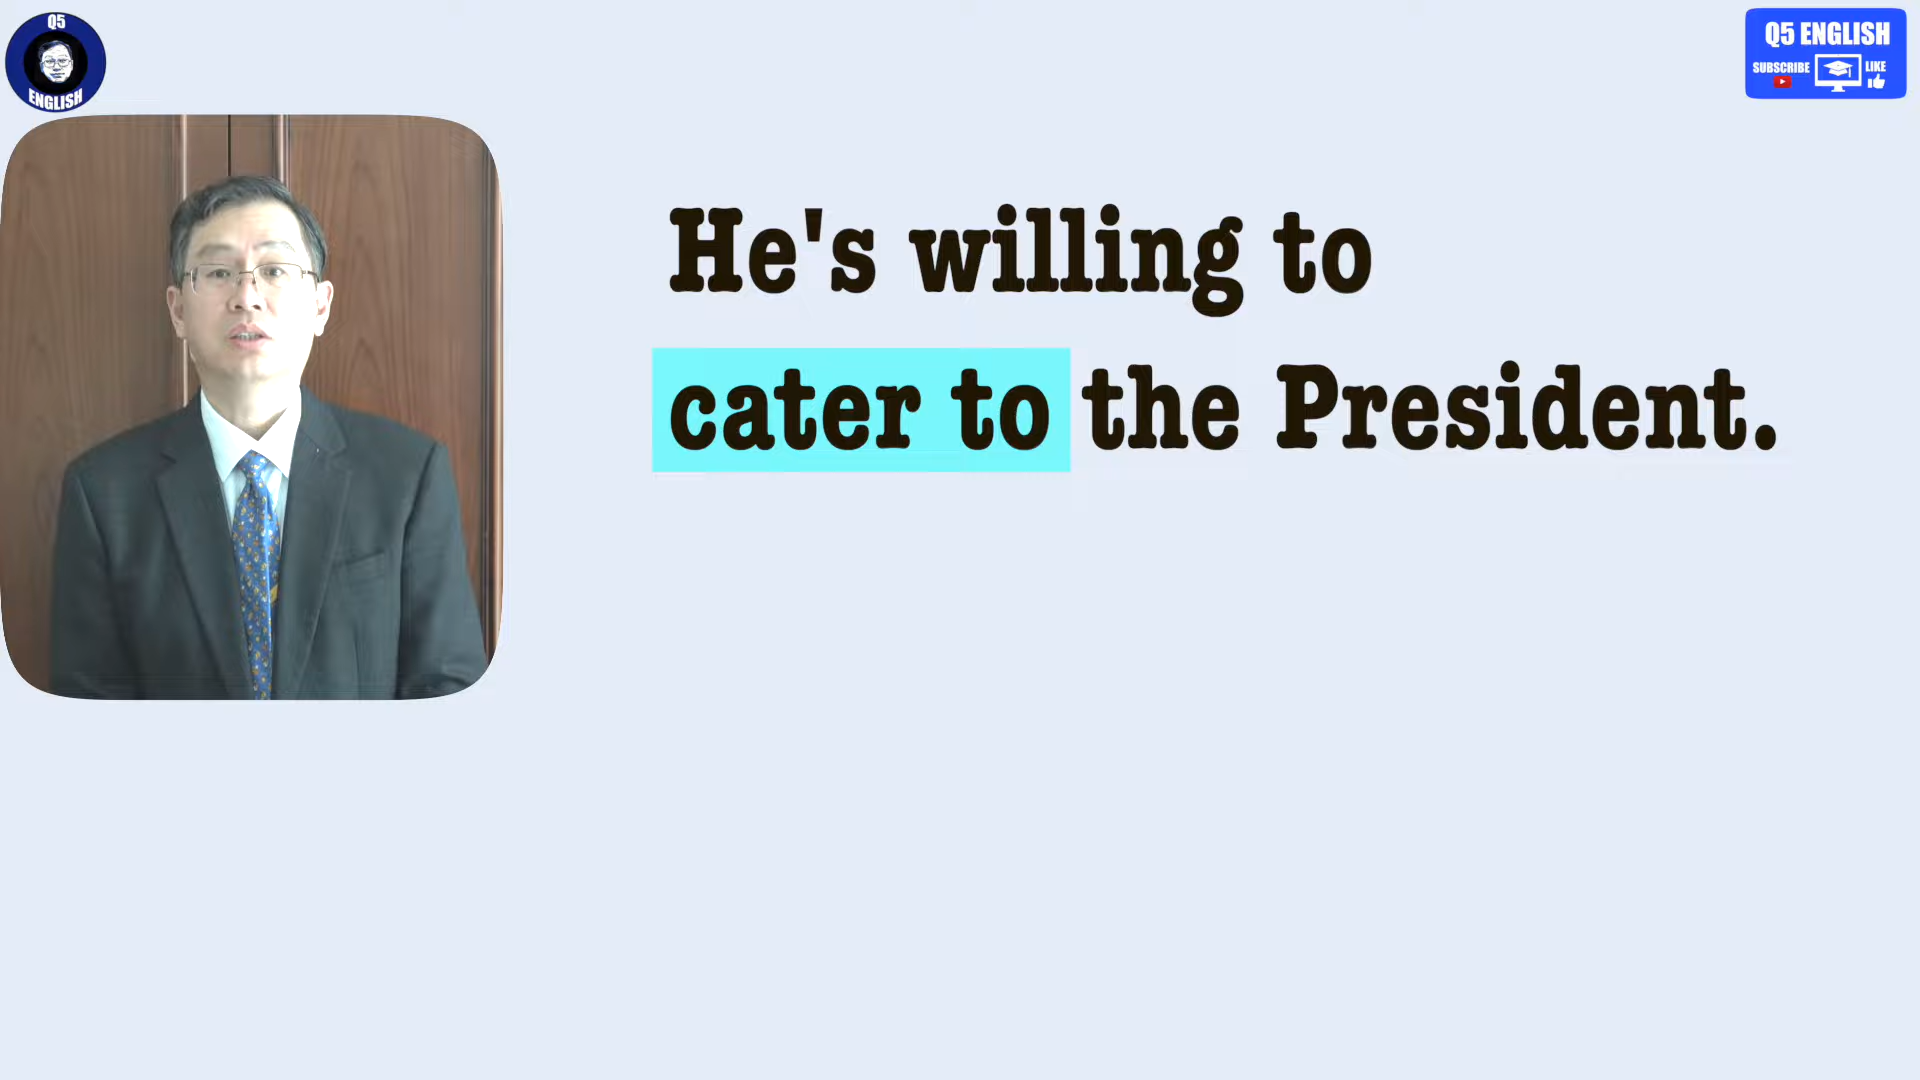 Q5
ENGLISH
Q5 ENGLISH
SUBSCRIBE
LIKE
He's willing to
cater to the President.